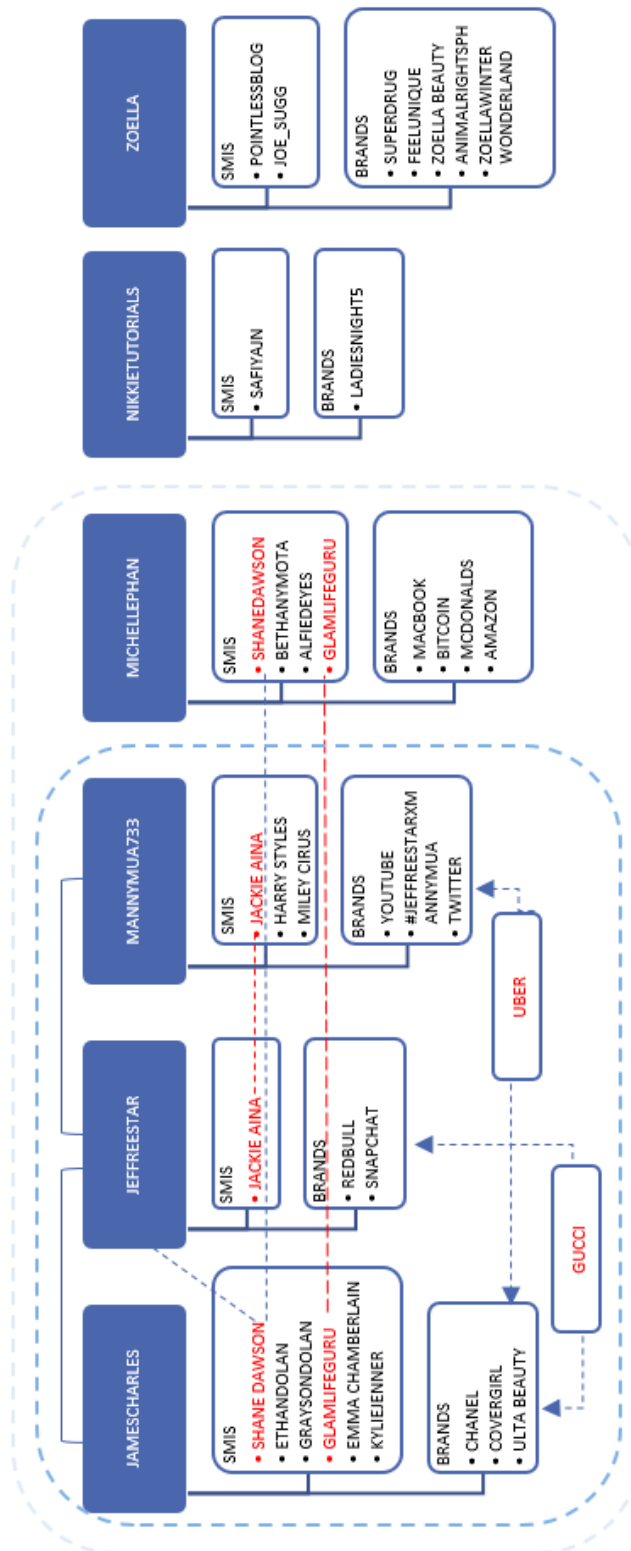 JAMESCHARLES
SMIS
• SHANE DAWSON
• ETHANDOLAN
• GRAYSONDOLAN
• GLAMLIFEGURU
• EMMA CHAMBERLAIN
• KYLIEJENNER
BRANDS
• CHANEL
• COVERGIRL
• ULTA BEAUTY
JEFFREESTAR
SMIS
• JACKIE AINA
BRANDS
• REDBULL
• SNAPCHAT
MANNYMUA733
SMIS
• JACKIE AINA
• HARRY STYLES
• MILEY CIRUS
BRANDS
• YOUTUBE
• #JEFFREESTARXM
ANNYMUA
• TWITTER
GUCCI
UBER
MICHELLEPHAN
SMIS
• SHANEDAWSON
• BETHANYMOTA
ALFIEDEYES
• GLAMLIFEGURU
BRANDS
• MACBOOK
• BITCOIN
• MCDONALDS
• AMAZON
NIKKIETUTORIALS
SMIS
• SAFIYAJN
BRANDS
• LADIESNIGHT5
ZOELLA
SMIS
• POINTLESSBLOG
• JOE_SUGG
BRANDS
• SUPERDRUG
• FEELUNIQUE
• ZOELLA BEAUTY
• ANIMALRIGHTSPH
• ZOELLAWINTER
WONDERLAND